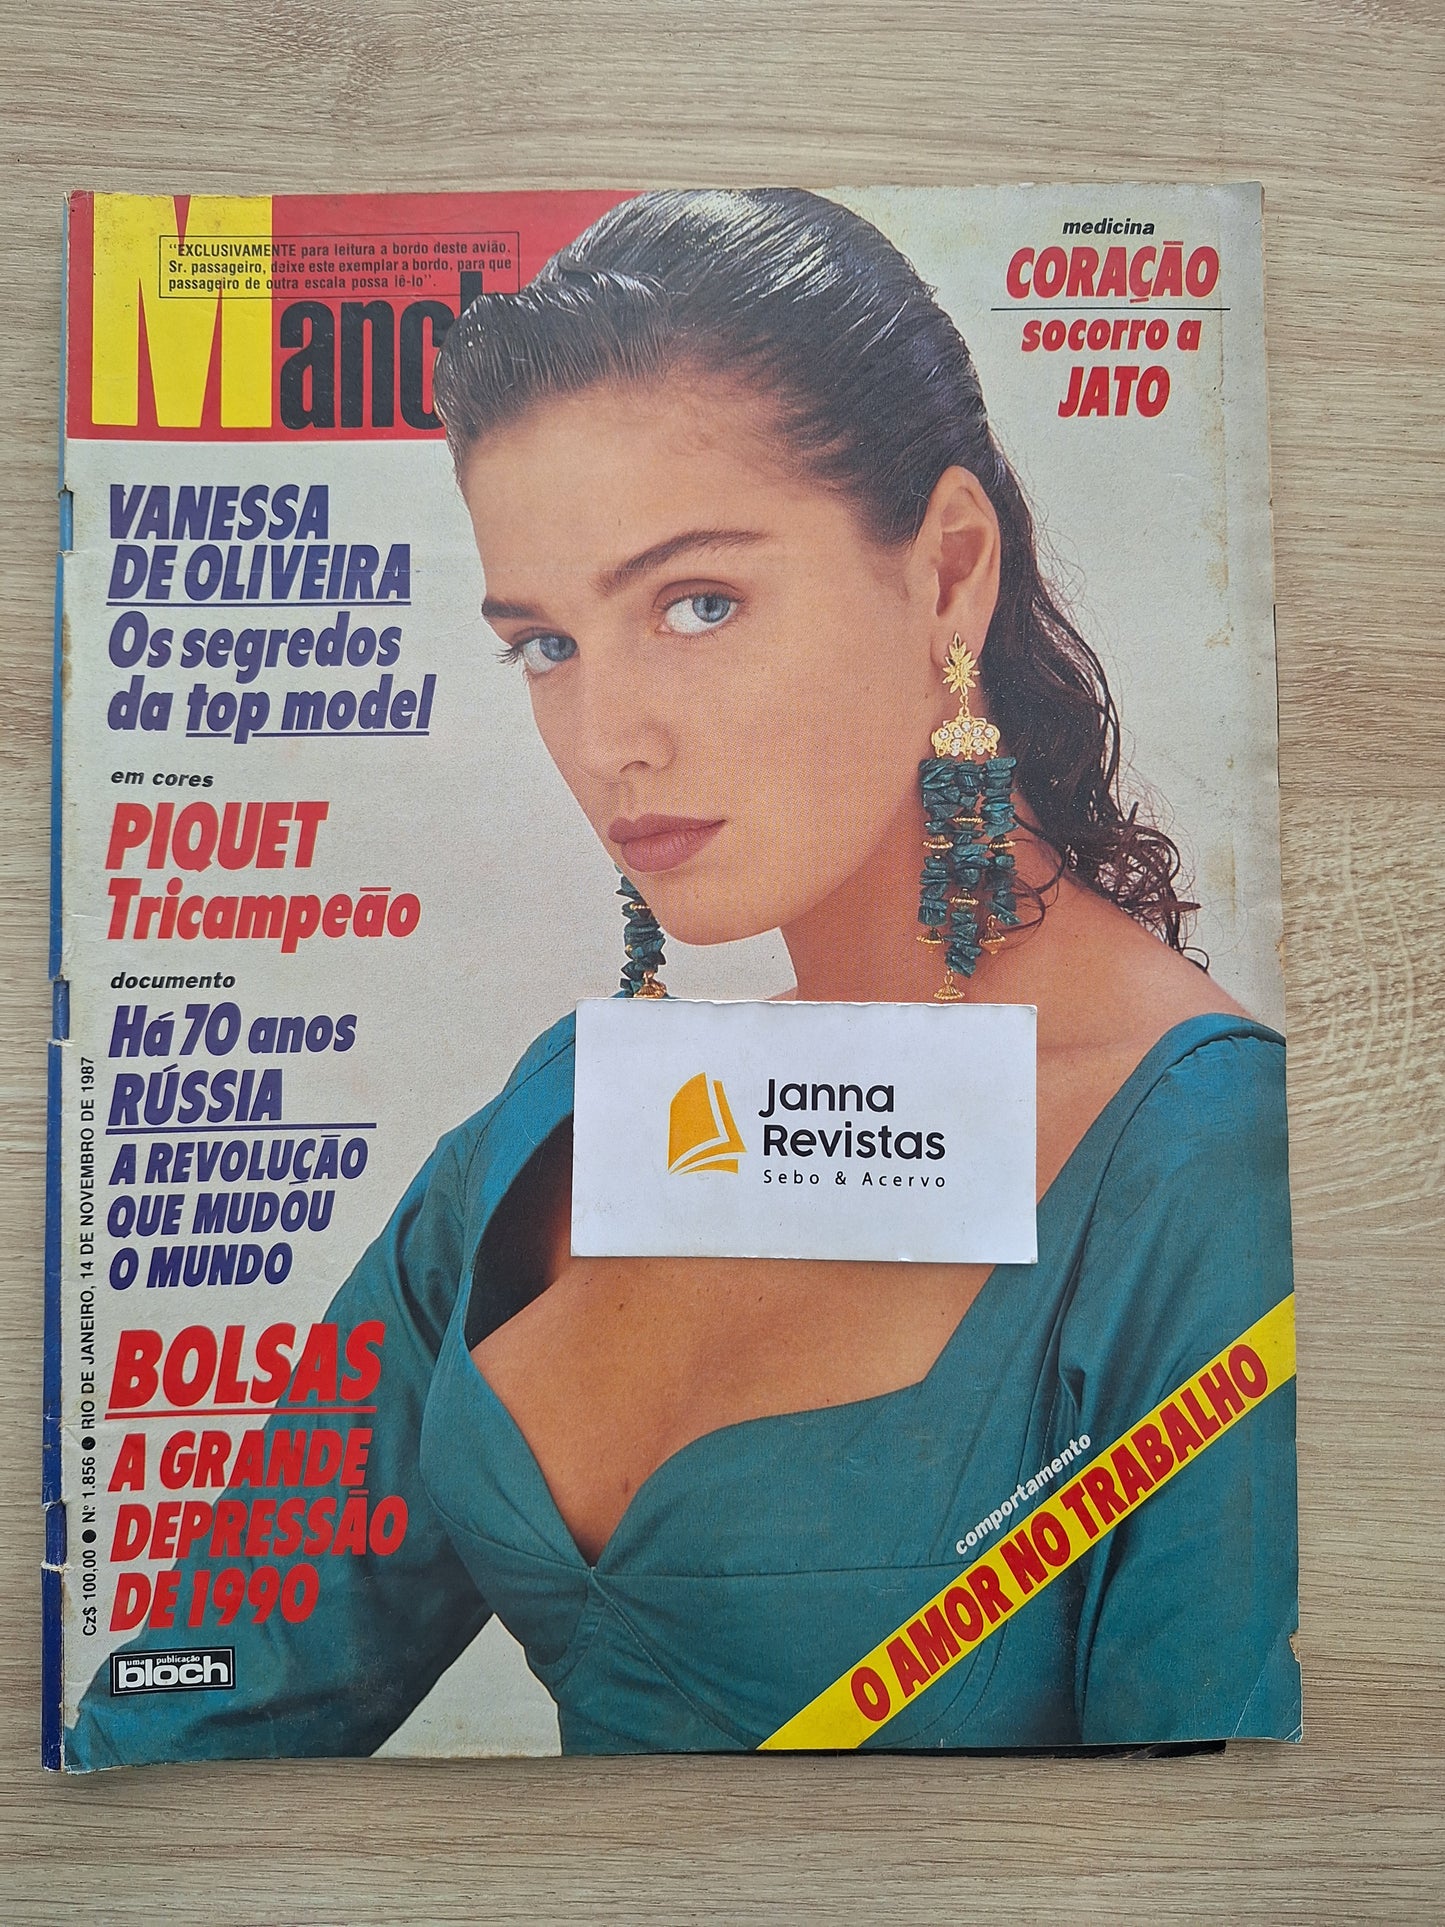 "EXCLUSIVAMENTE para leitura a bordo deste avião.
Sr. passageiro, deixe este exemplar a bordo, para que
passageiro de outra escala possa lê-lo".
Manch
medicina
CORAÇÃO
socorro a
JATO
VANESSA
DE OLIVEIRA
Os segredos
da top model
em cores
PIQUET
Tricampeão
documento
Há 70 anos
RÚSSIA
A REVOLUÇÃO
QUE MUDOU
O MUNDO
BOLSAS
A GRANDE
DEPRESSÃO
DE 1990
uma publicação
bloch
Cz$ 100,00 ● N.º 1.856 ● RIO DE JANEIRO, 14 DE NOVEMBRO DE 1987
Janna
Revistas
Sebo & Acervo
comportamento
O AMOR NO TRABALHO